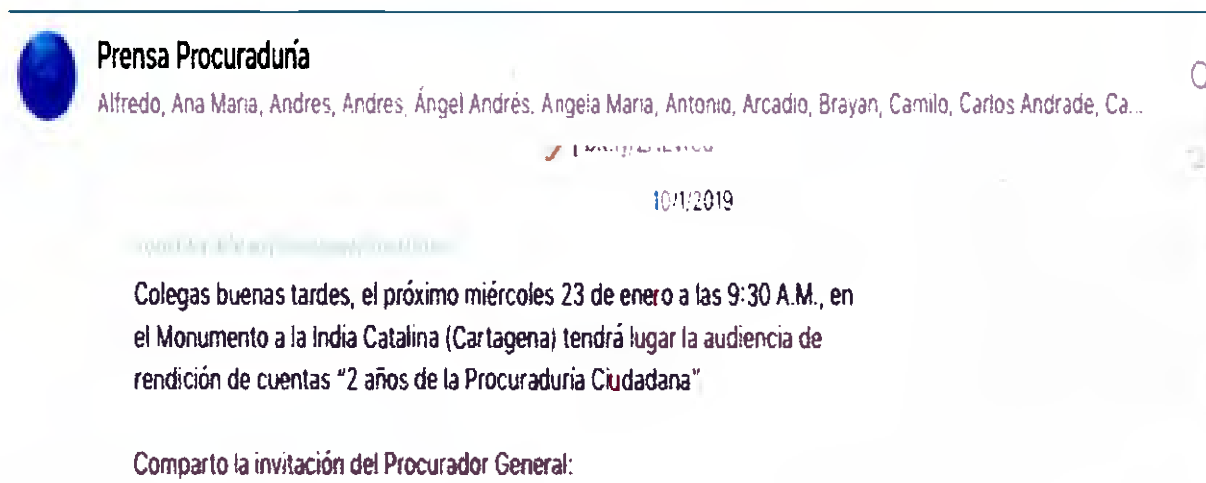 Prensa Procuraduría
Alfredo, Ana Maria, Andres, Andres, Ángel Andrés, Angela Maria, Antonio, Arcadio, Brayan, Camilo, Carlos Andrade, Ca...
10/1/2019
Colegas buenas tardes, el próximo miércoles 23 de enero a las 9:30 A.M., en
el Monumento a la India Catalina (Cartagena) tendrá lugar la audiencia de
rendición de cuentas "2 años de la Procuraduria Ciudadana"
Comparto la invitación del Procurador General: